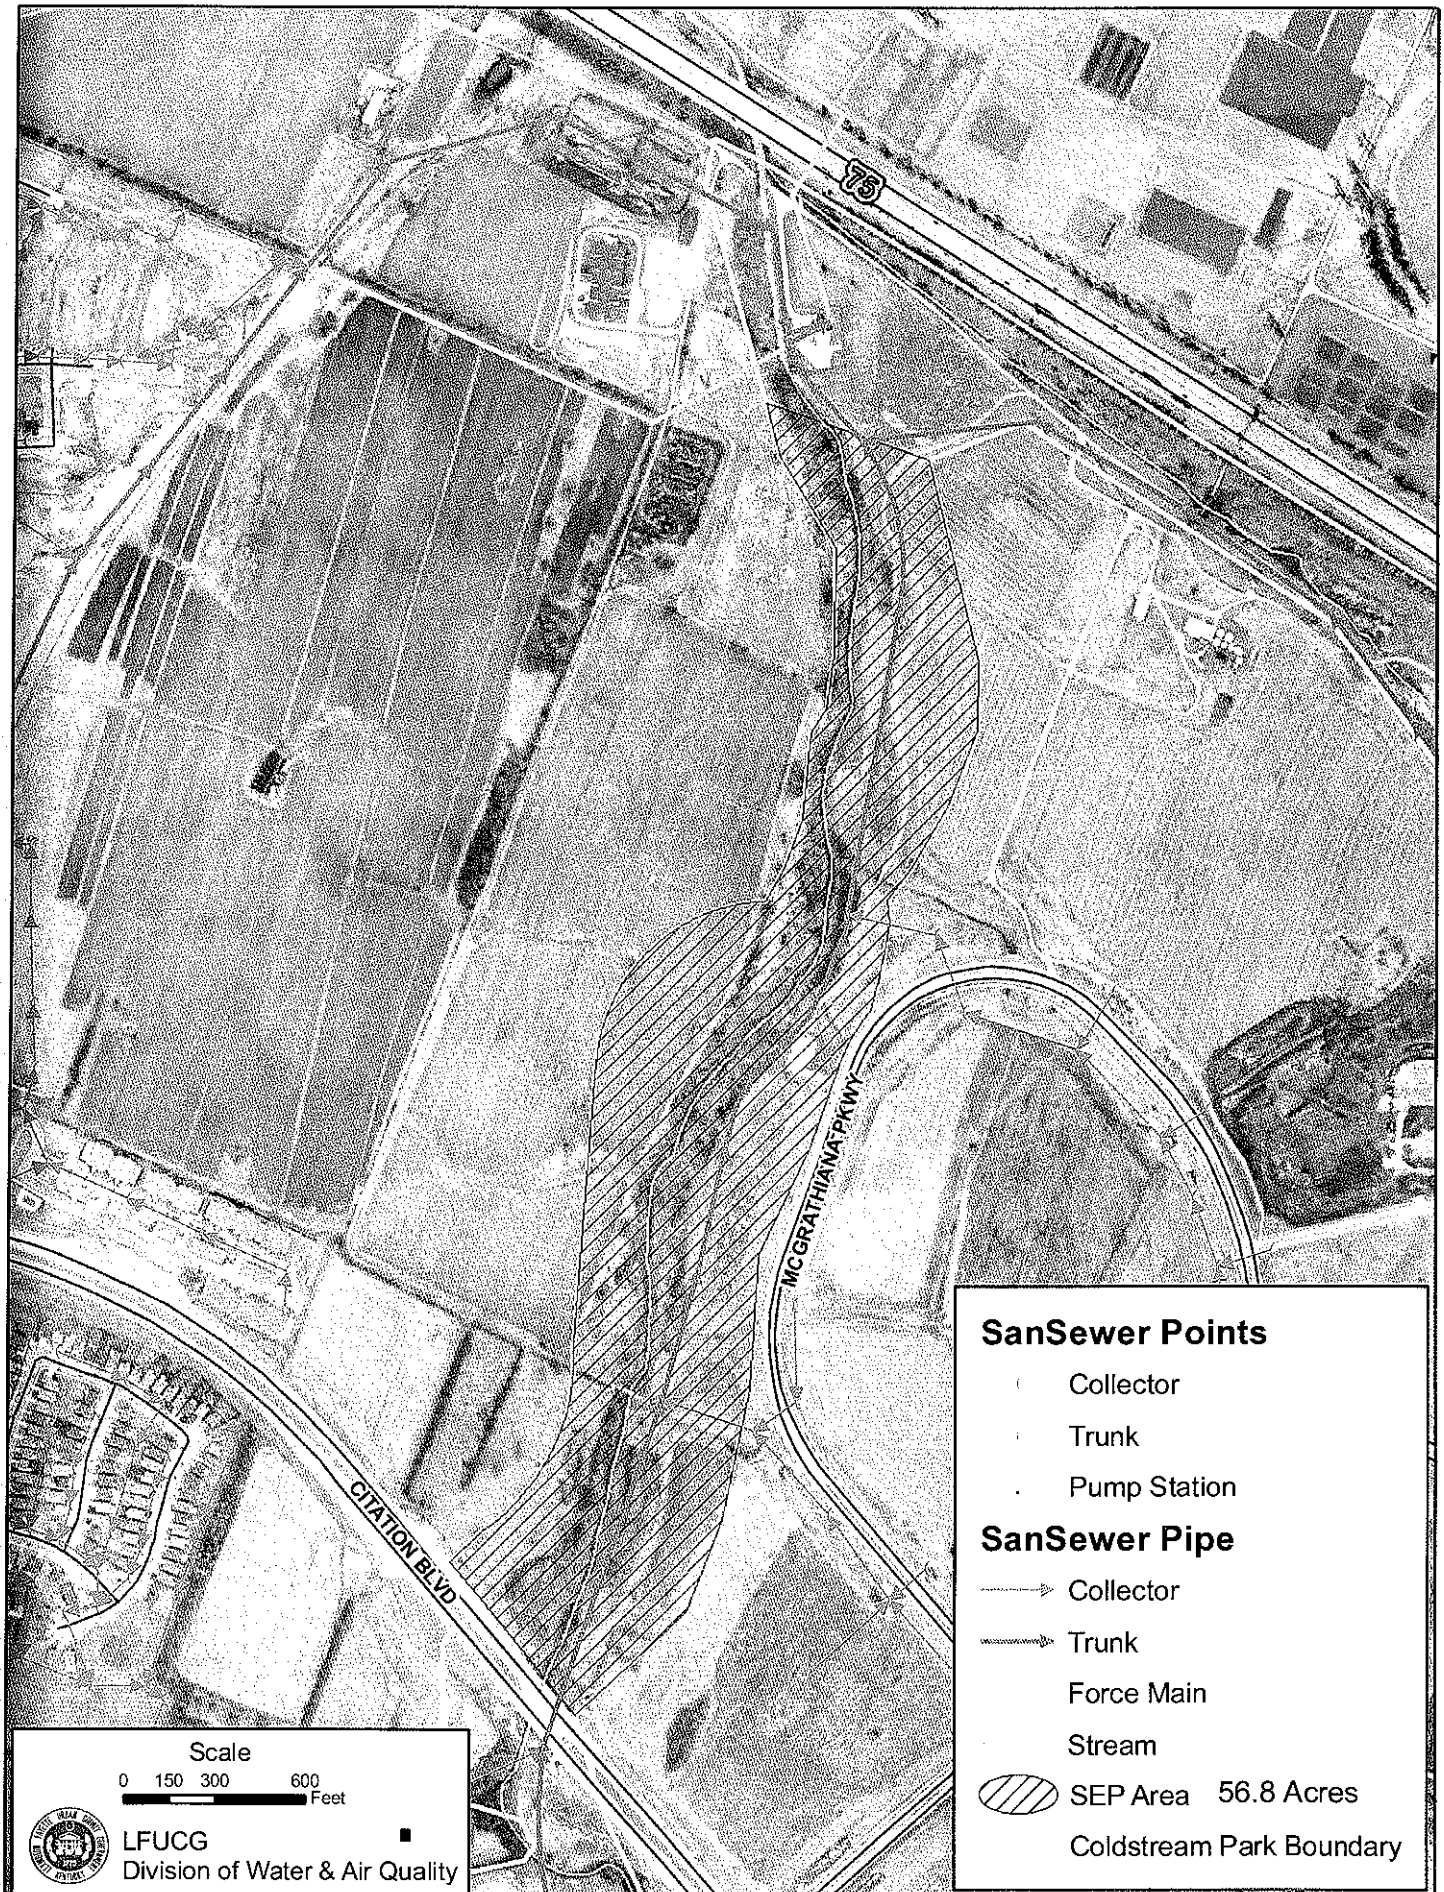 75
MCGRATHIANA PKWY
CITATION BLVD
SanSewer Points
Collector
Trunk
Pump Station
SanSewer Pipe
Collector
Trunk
Force Main
Stream
SEP Area 56.8 Acres
Coldstream Park Boundary
Scale
0 150 300 600
Feet
LFUCG
Division of Water & Air Quality